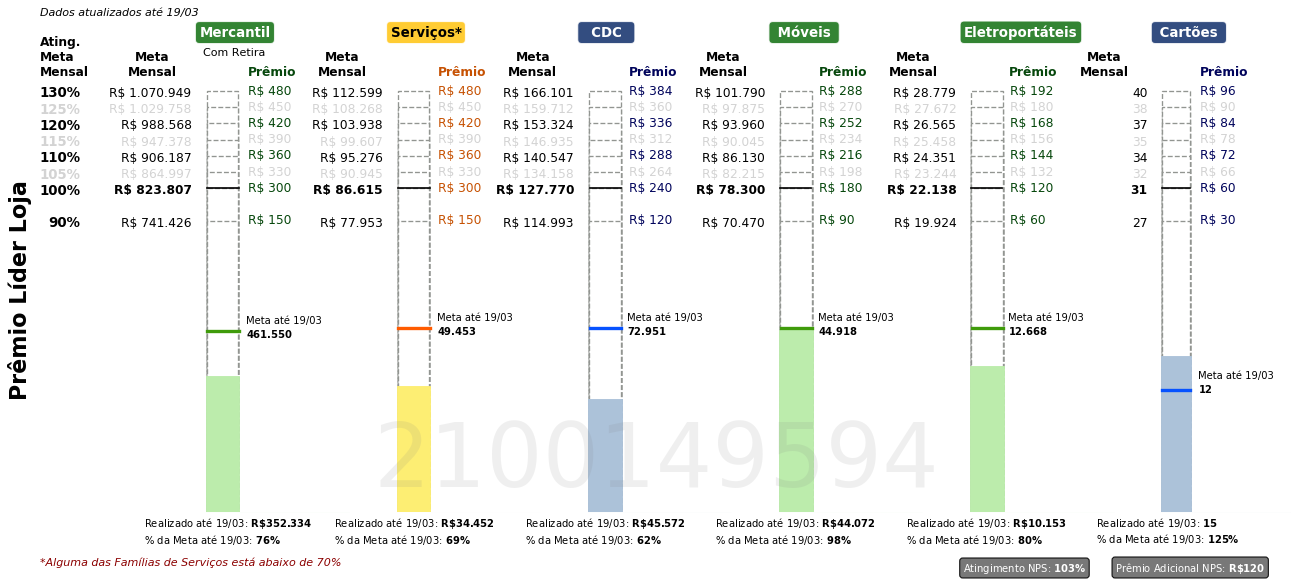 Dados atualizados até 19/03
Mercantil Serviços* CDC Móveis Eletroportáteis Cartões
Com Retira
Ating. Meta Mensal
Meta Mensal Prêmio Meta Mensal Prêmio Meta Mensal Prêmio Meta Mensal Prêmio Meta Mensal Prêmio Meta Mensal Prêmio
130% R$ 1.070.949 R$ 480 R$ 112.599 R$ 480 R$ 166.101 R$ 384 R$ 101.790 R$ 288 R$ 28.779 R$ 192 40 R$ 96
125% R$ 1.029.758 R$ 450 R$ 108.268 R$ 450 R$ 159.712 R$ 360 R$ 97.875 R$ 270 R$ 27.672 R$ 180 38 R$ 90
120% R$ 988.568 R$ 420 R$ 103.938 R$ 420 R$ 153.324 R$ 336 R$ 93.960 R$ 252 R$ 26.565 R$ 168 37 R$ 84
115% R$ 947.378 R$ 390 R$ 99.607 R$ 390 R$ 146.935 R$ 312 R$ 90.045 R$ 234 R$ 25.458 R$ 156 35 R$ 78
110% R$ 906.187 R$ 360 R$ 95.276 R$ 360 R$ 140.547 R$ 288 R$ 86.130 R$ 216 R$ 24.351 R$ 144 34 R$ 72
105% R$ 864.997 R$ 330 R$ 90.945 R$ 330 R$ 134.158 R$ 264 R$ 82.215 R$ 198 R$ 23.244 R$ 132 32 R$ 66
100% R$ 823.807 R$ 300 R$ 86.615 R$ 300 R$ 127.770 R$ 240 R$ 78.300 R$ 180 R$ 22.138 R$ 120 31 R$ 60
90% R$ 741.426 R$ 150 R$ 77.953 R$ 150 R$ 114.993 R$ 120 R$ 70.470 R$ 90 R$ 19.924 R$ 60 27 R$ 30
Prêmio Líder Loja
Meta até 19/03 Meta até 19/03 Meta até 19/03 Meta até 19/03 Meta até 19/03
461.550 49.453 72.951 44.918 12.668
Meta até 19/03
12
2100149594
Realizado até 19/03: R$352.334 Realizado até 19/03: R$34.452 Realizado até 19/03: R$45.572 Realizado até 19/03: R$44.072 Realizado até 19/03: R$10.153 Realizado até 19/03: 15
% da Meta até 19/03: 76% % da Meta até 19/03: 69% % da Meta até 19/03: 62% % da Meta até 19/03: 98% % da Meta até 19/03: 80% % da Meta até 19/03: 125%
*Alguma das Famílias de Serviços está abaixo de 70%
Atingimento NPS: 103% Prêmio Adicional NPS: R$120